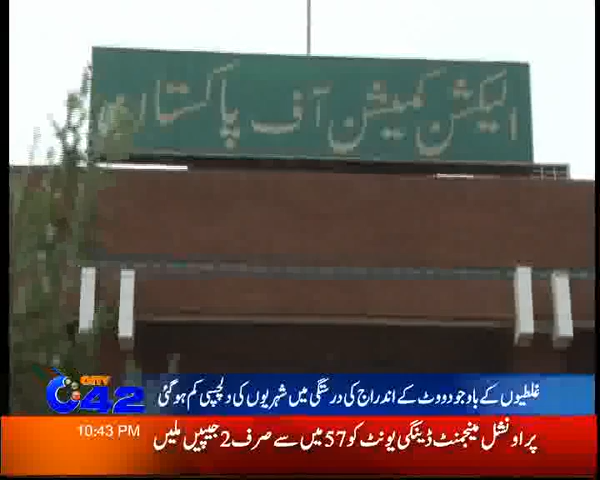 الیکشن کمیشن آف پاکستان
غلطیوں کے باوجود ووٹ کے اندراج کی درستگی میں شہریوں کی دلچسپی کم ہوگئی
CITY 42
10:43 PM
پراونشل مینجمنٹ ڈینگی یونٹ کو 57 میں سے صرف 2 جیپیں ملیں